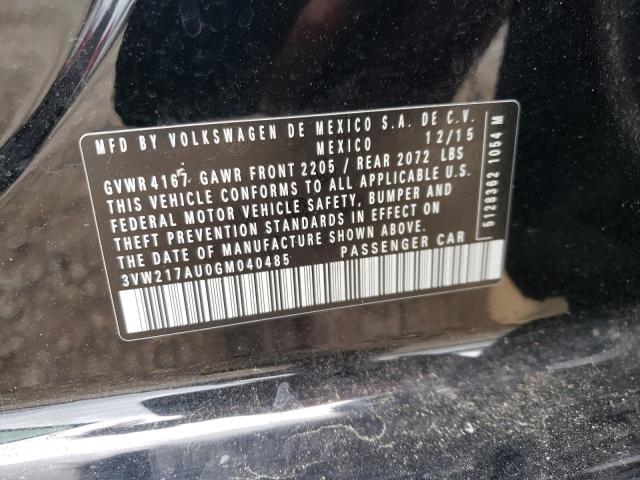 MFD BY VOLKSWAGEN DE MEXICO S.A. DE C.V.
MEXICO 12/15
GVWR 4167 GAWR FRONT 2205 / REAR 2072 LBS
THIS VEHICLE CONFORMS TO ALL APPLICABLE U.S.
FEDERAL MOTOR VEHICLE SAFETY, BUMPER AND
THEFT PREVENTION STANDARDS IN EFFECT ON
THE DATE OF MANUFACTURE SHOWN ABOVE.
3VW217AU0GM040485 PASSENGER CAR
5129362 1054 M